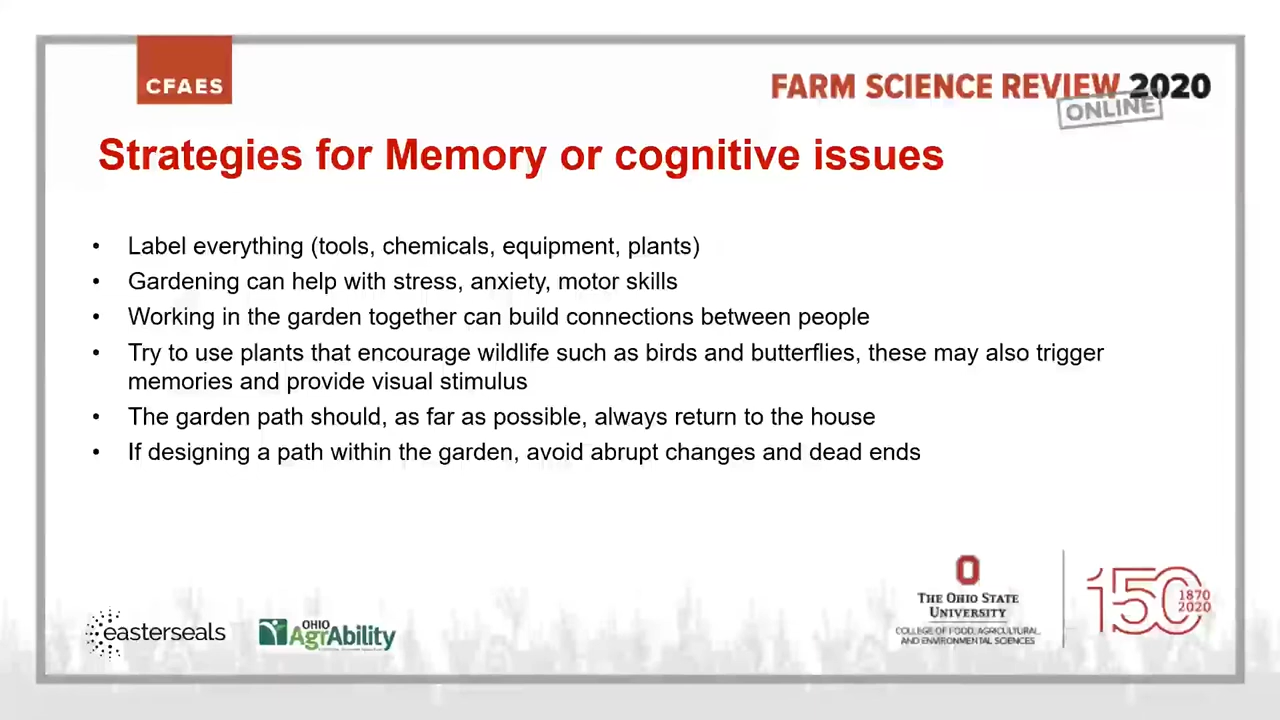 CFAES
FARM SCIENCE REVIEW 2020
ONLINE
Strategies for Memory or cognitive issues
• Label everything (tools, chemicals, equipment, plants)
• Gardening can help with stress, anxiety, motor skills
• Working in the garden together can build connections between people
• Try to use plants that encourage wildlife such as birds and butterflies, these may also trigger
memories and provide visual stimulus
• The garden path should, as far as possible, always return to the house
• If designing a path within the garden, avoid abrupt changes and dead ends
easterseals
OHIO
AgrAbility
THE OHIO STATE
UNIVERSITY
COLLEGE OF FOOD, AGRICULTURAL,
AND ENVIRONMENTAL SCIENCES
150
1870
2020